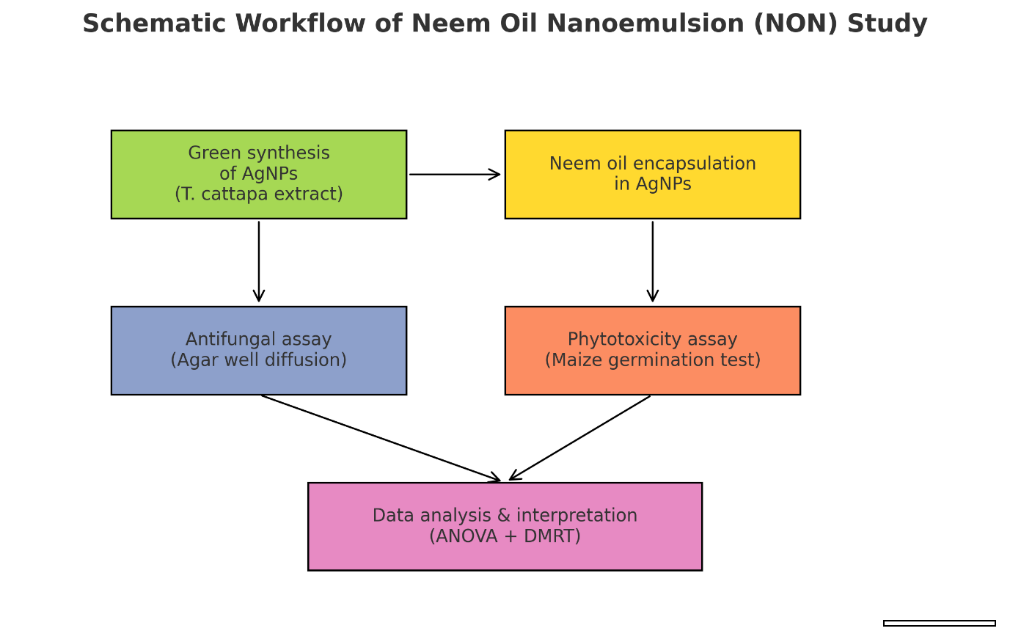 Schematic Workflow of Neem Oil Nanoemulsion (NON) Study
Green synthesis
of AgNPs
(T. cattapa extract)
Neem oil encapsulation
in AgNPs
Antifungal assay
(Agar well diffusion)
Phytotoxicity assay
(Maize germination test)
Data analysis & interpretation
(ANOVA + DMRT)